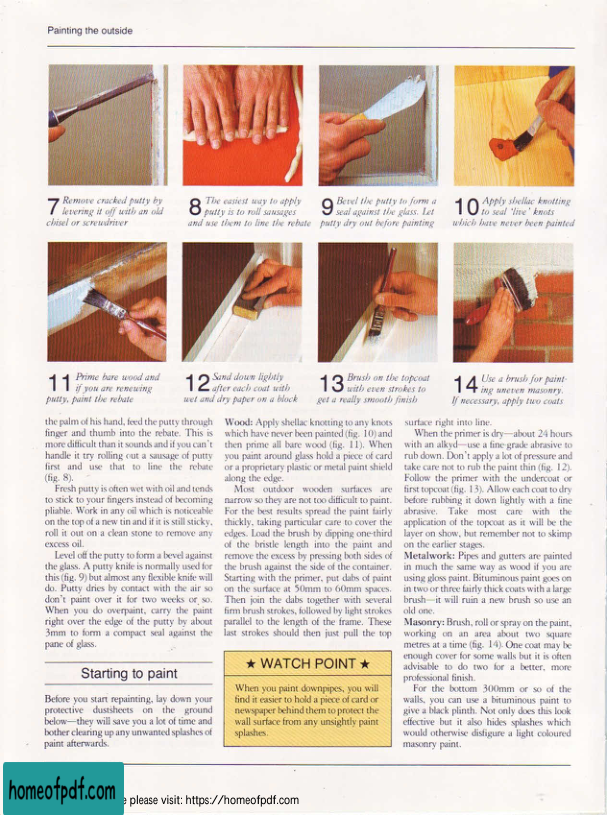 Painting the outside
7 Remove cracked putty by
levering it off with an old
chisel or screwdriver
8 The easiest way to apply
putty is to roll sausages
and use them to line the rebate
9 Bevel the putty to form a
seal against the glass. Let
putty dry out before painting
10 Apply shellac knotting
to seal 'live' knots
which have never been painted
11 Prime bare wood and
if you are renewing
putty, paint the rebate
12 Sand down lightly
after each coat with
wet and dry paper on a block
13 Brush on the topcoat
with even strokes to
get a really smooth finish
14 Use a brush for paint-
ing uneven masonry.
If necessary, apply two coats
the palm of his hand, feed the putty through
finger and thumb into the rebate. This is
more difficult than it sounds and if you can't
handle it try rolling out a sausage of putty
first and use that to line the rebate
(fig. 8).
Fresh putty is often wet with oil and tends
to stick to your fingers instead of becoming
pliable. Work in any oil which is noticeable
on the top of a new tin and if it is still sticky,
roll it out on a clean stone to remove any
excess oil.
Level off the putty to form a bevel against
the glass. A putty knife is normally used for
this (fig. 9) but almost any flexible knife will
do. Putty dries by contact with the air so
don't paint over it for two weeks or so.
When you do overpaint, carry the paint
right over the edge of the putty by about
3mm to form a compact seal against the
pane of glass.
Starting to paint
Before you start repainting, lay down your
protective dustsheets on the ground
below—they will save you a lot of time and
bother clearing up any unwanted splashes of
paint afterwards.
Wood: Apply shellac knotting to any knots
which have never been painted (fig. 10) and
then prime all bare wood (fig. 11). When
you paint around glass hold a piece of card
or a proprietary plastic or metal paint shield
along the edge.
Most outdoor wooden surfaces are
narrow so they are not too difficult to paint.
For the best results spread the paint fairly
thickly, taking particular care to cover the
edges. Load the brush by dipping one-third
of the bristle length into the paint and
remove the excess by pressing both sides of
the brush against the side of the container.
Starting with the primer, put dabs of paint
on the surface at 50mm to 60mm spaces.
Then join the dabs together with several
firm brush strokes, followed by light strokes
parallel to the length of the frame. These
last strokes should then just pull the top
★ WATCH POINT ★
When you paint downpipes, you will
find it easier to hold a piece of card or
newspaper behind them to protect the
wall surface from any unsightly paint
splashes.
surface right into line.
When the primer is dry—about 24 hours
with an alkyd—use a fine-grade abrasive to
rub down. Don't apply a lot of pressure and
take care not to rub the paint thin (fig. 12).
Follow the primer with the undercoat or
first topcoat (fig. 13). Allow each coat to dry
before rubbing it down lightly with a fine
abrasive. Take most care with the
application of the topcoat as it will be the
layer on show, but remember not to skimp
on the earlier stages.
Metalwork: Pipes and gutters are painted
in much the same way as wood if you are
using gloss paint. Bituminous paint goes on
in two or three fairly thick coats with a large
brush—it will ruin a new brush so use an
old one.
Masonry: Brush, roll or spray on the paint,
working on an area about two square
metres at a time (fig. 14). One coat may be
enough cover for some walls but it is often
advisable to do two for a better, more
professional finish.
For the bottom 300mm or so of the
walls, you can use a bituminous paint to
give a black plinth. Not only does this look
effective but it also hides splashes which
would otherwise disfigure a light coloured
masonry paint.
homeofpdf.com
e please visit: https://homeofpdf.com